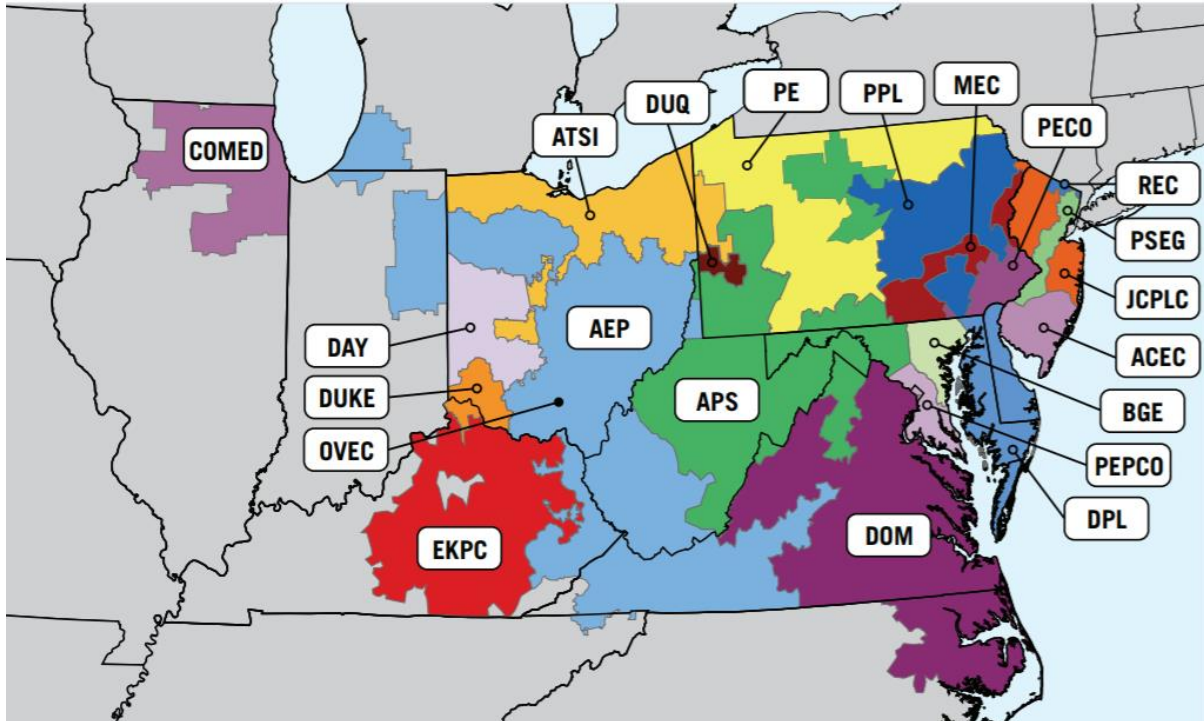 COMED
ATSI
DUQ
PE
PPL
MEC
PECO
REC
PSEG
JCPLC
ACEC
BGE
PEPCO
DPL
DAY
DUKE
OVEC
AEP
APS
EKPC
DOM